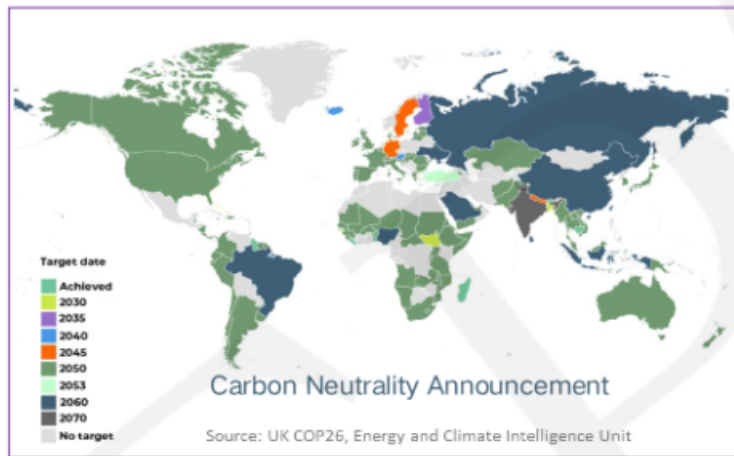 Target date
Achieved
2030
2035
2040
2045
2050
2053
2060
2070
No target
Carbon Neutrality Announcement
Source: UK COP26, Energy and Climate Intelligence Unit